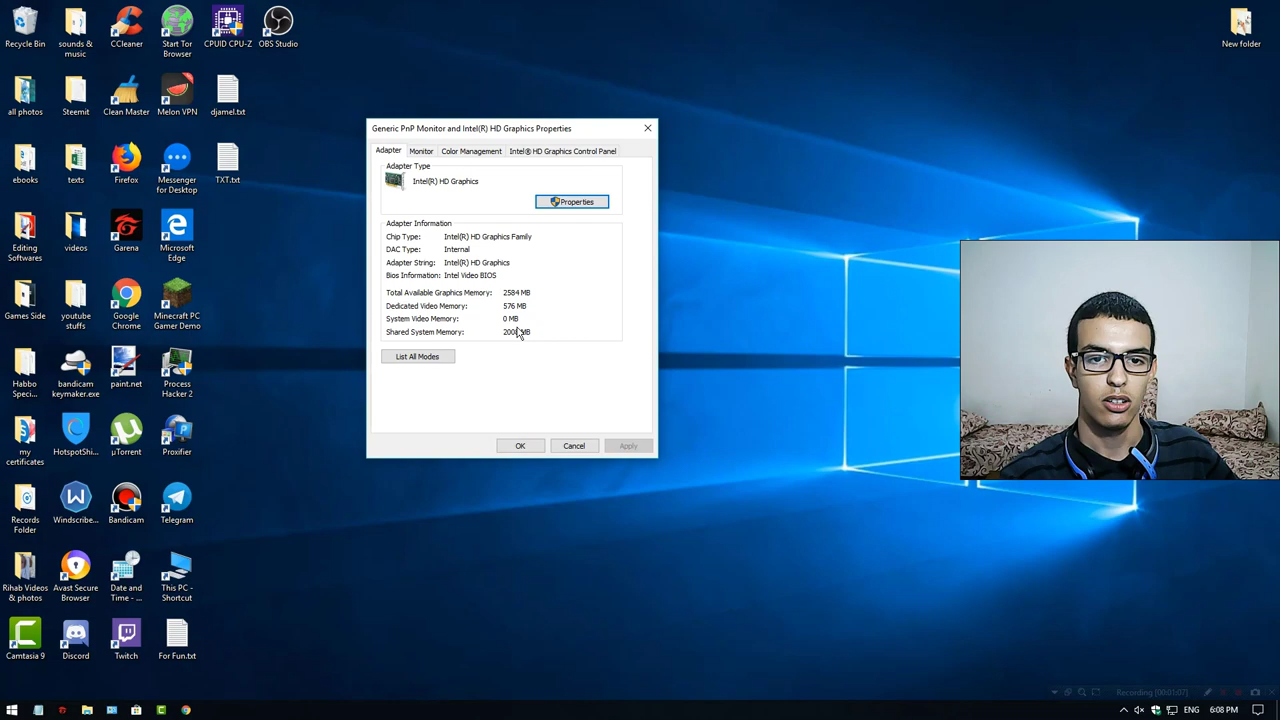 Recycle Bin
sounds &
music
CCleaner
Start Tor
Browser
CPUID CPU-Z
OBS Studio
New folder
all photos
Steemit
Clean Master
Melon VPN
djamel.txt
ebooks
texts
Firefox
Messenger
for Desktop
TXT.txt
Editing
Softwares
videos
Garena
Microsoft
Edge
Games Side
youtube
stuffs
Google
Chrome
Minecraft PC
Gamer Demo
Habbo
Speci...
bandicam
keymaker.exe
paint.net
Process
Hacker 2
my
certificates
HotspotShi...
µTorrent
Proxifier
Records
Folder
Windscribe...
Bandicam
Telegram
Rihab Videos
& photos
Avast Secure
Browser
Date and
Time - ...
This PC -
Shortcut
Camtasia 9
Discord
Twitch
For Fun.txt
Generic PnP Monitor and Intel(R) HD Graphics Properties
Adapter
Monitor
Color Management
Intel® HD Graphics Control Panel
Adapter Type
Intel(R) HD Graphics
Properties
Adapter Information
Chip Type: Intel(R) HD Graphics Family
DAC Type: Internal
Adapter String: Intel(R) HD Graphics
Bios Information: Intel Video BIOS
Total Available Graphics Memory: 2584 MB
Dedicated Video Memory: 576 MB
System Video Memory: 0 MB
Shared System Memory: MB
List All Modes
OK
Cancel
Apply
Recording [00:01:07]
6:08 PM